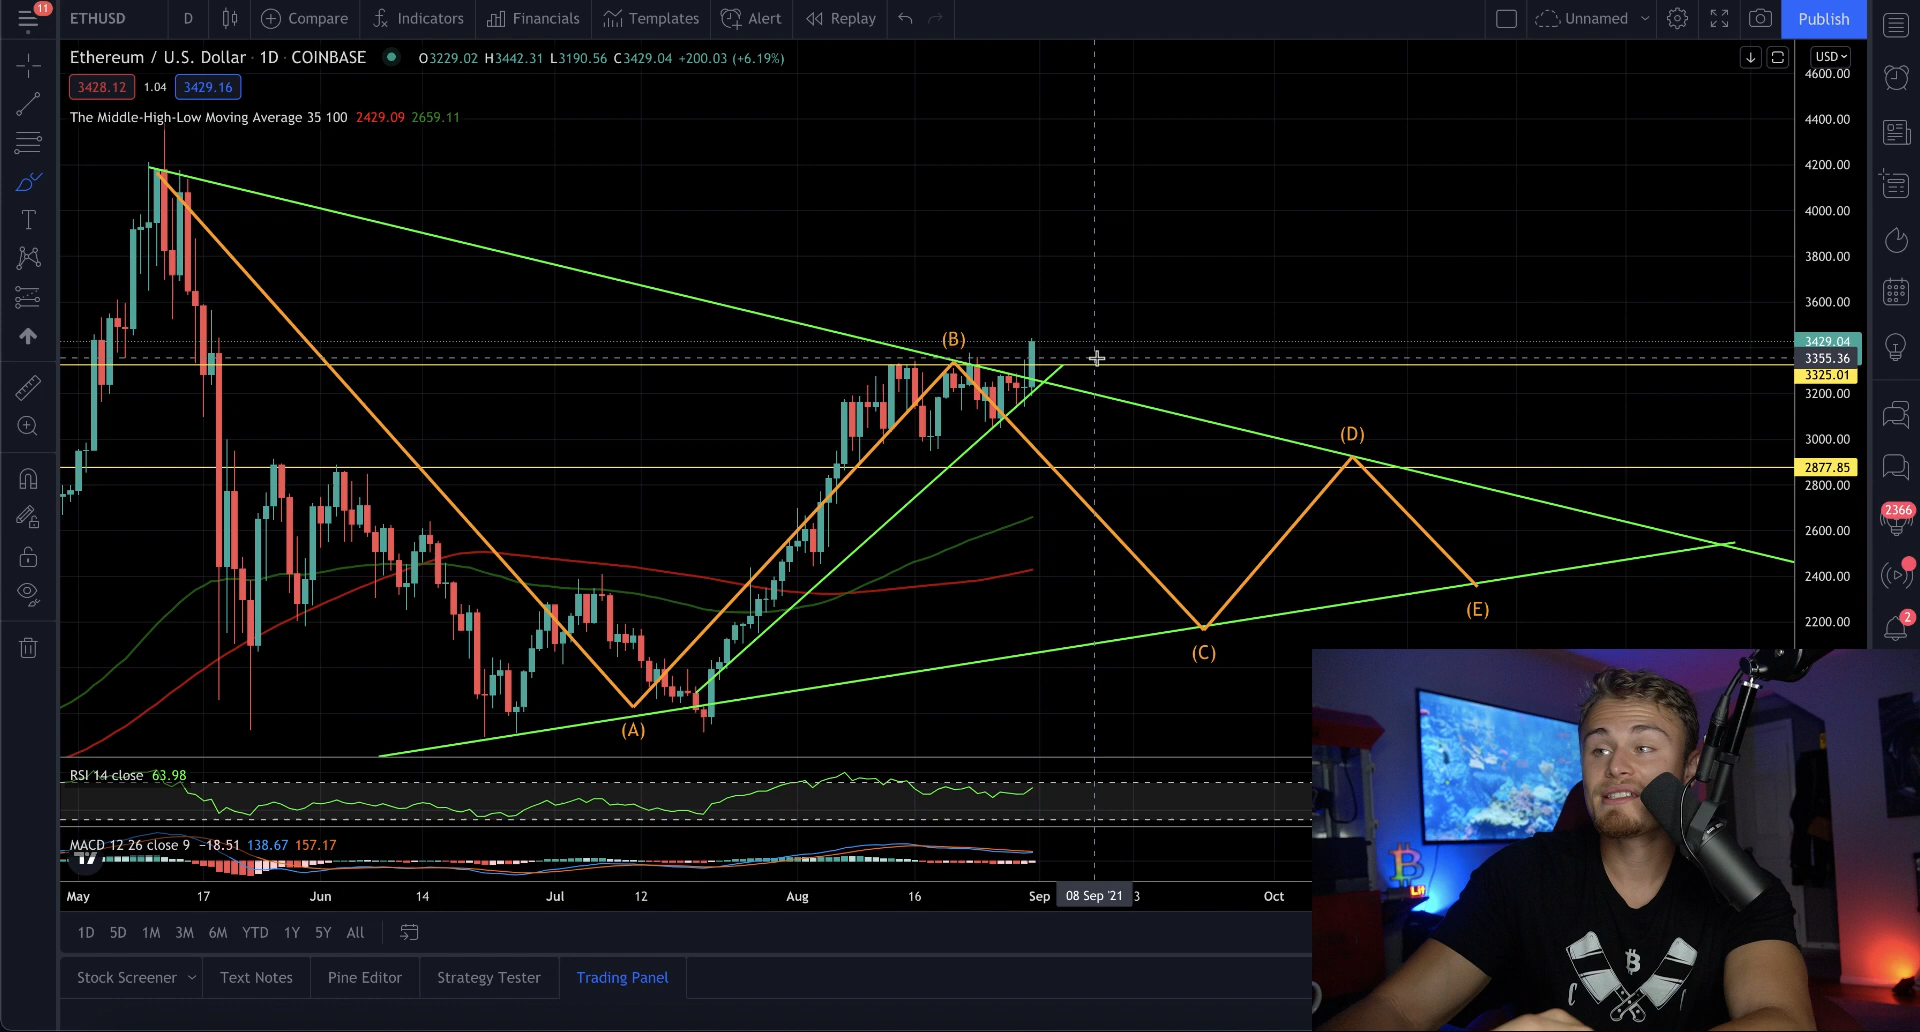 11
ETHUSD D Compare Indicators Financials Templates Alert Replay Unnamed Publish
Ethereum / U.S. Dollar · 1D · COINBASE O3229.02 H3442.31 L3190.56 C3429.04 +200.03 (+6.19%)
USD
3428.12 1.04 3429.16
The Middle-High-Low Moving Average 35 100 2429.09 2659.11
4600.00
4400.00
4200.00
4000.00
3800.00
3600.00
3429.04
3355.36
3325.01
3200.00
3000.00
2877.85
2800.00
2600.00
2400.00
2200.00
(B)
(D)
(E)
(C)
(A)
2366
2
RSI 14 close 63.98
MACD 12 26 close 9 −18.51 138.67 157.17
May 17 Jun 14 Jul 12 Aug 16 Sep 08 Sep '21 3 Oct
1D 5D 1M 3M 6M YTD 1Y 5Y All
Stock Screener Text Notes Pine Editor Strategy Tester Trading Panel
B
Lit
B
C